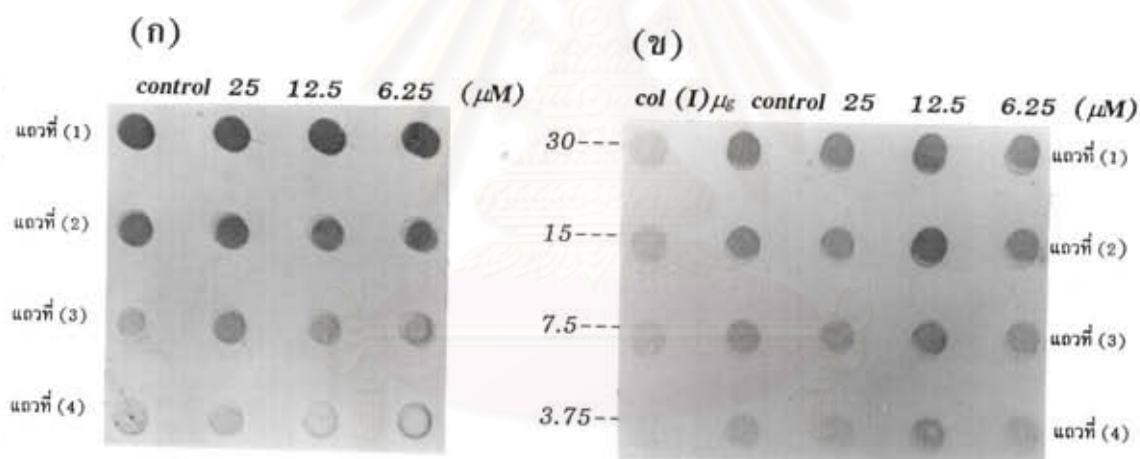 (ก)
control 25 12.5 6.25 (μM)
แถวที่ (1)
แถวที่ (2)
แถวที่ (3)
แถวที่ (4)
(ข)
col (I)μg control 25 12.5 6.25 (μM)
30--- แถวที่ (1)
15--- แถวที่ (2)
7.5--- แถวที่ (3)
3.75--- แถวที่ (4)